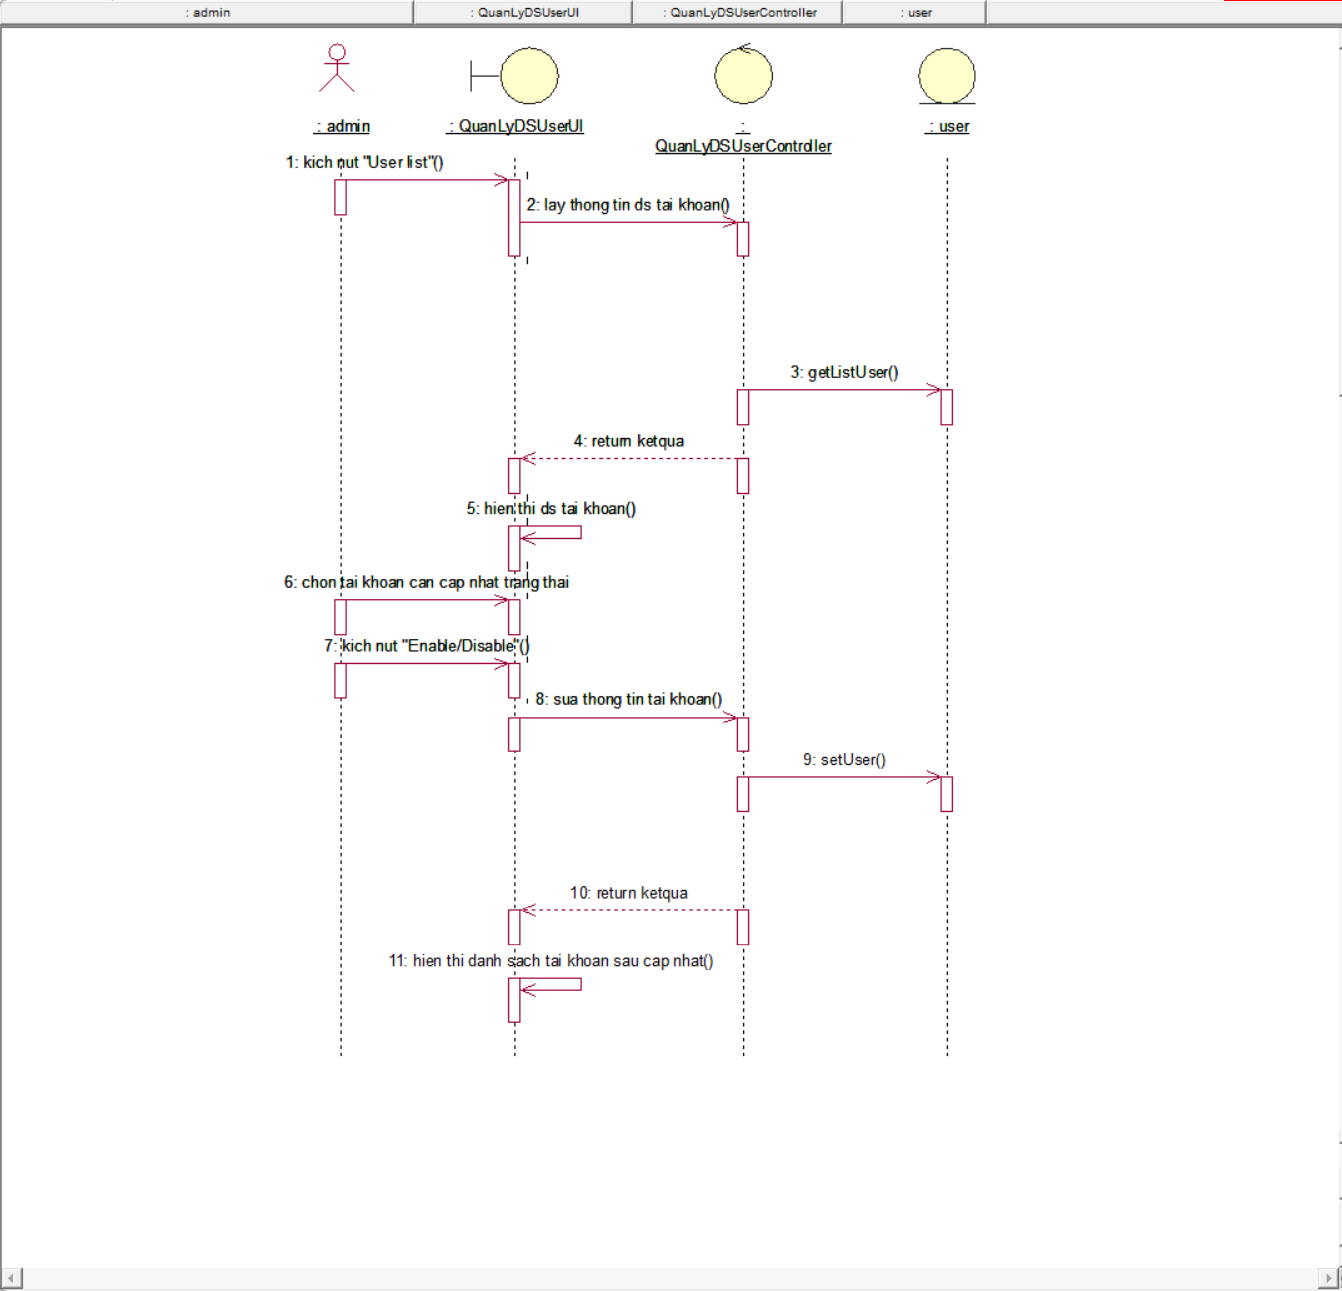 : admin
: QuanLyDSUserUI
: QuanLyDSUserController
: user
: admin
: QuanLyDSUserUI
:
QuanLyDSUserController
: user
1: kich nut "User list"()
2: lay thong tin ds tai khoan()
3: getListUser()
4: return ketqua
5: hien thi ds tai khoan()
6: chon tai khoan can cap nhat trang thai
7: kich nut "Enable/Disable"()
8: sua thong tin tai khoan()
9: setUser()
10: return ketqua
11: hien thi danh sach tai khoan sau cap nhat()